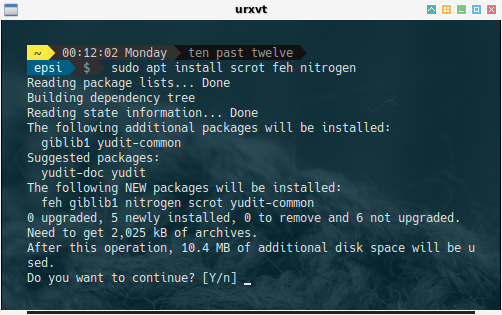 urxvt
~ 00:12:02 Monday ten past twelve
epsi $ sudo apt install scrot feh nitrogen
Reading package lists... Done
Building dependency tree
Reading state information... Done
The following additional packages will be installed:
giblib1 yudit-common
Suggested packages:
yudit-doc yudit
The following NEW packages will be installed:
feh giblib1 nitrogen scrot yudit-common
0 upgraded, 5 newly installed, 0 to remove and 6 not upgraded.
Need to get 2,025 kB of archives.
After this operation, 10.4 MB of additional disk space will be u
sed.
Do you want to continue? [Y/n]